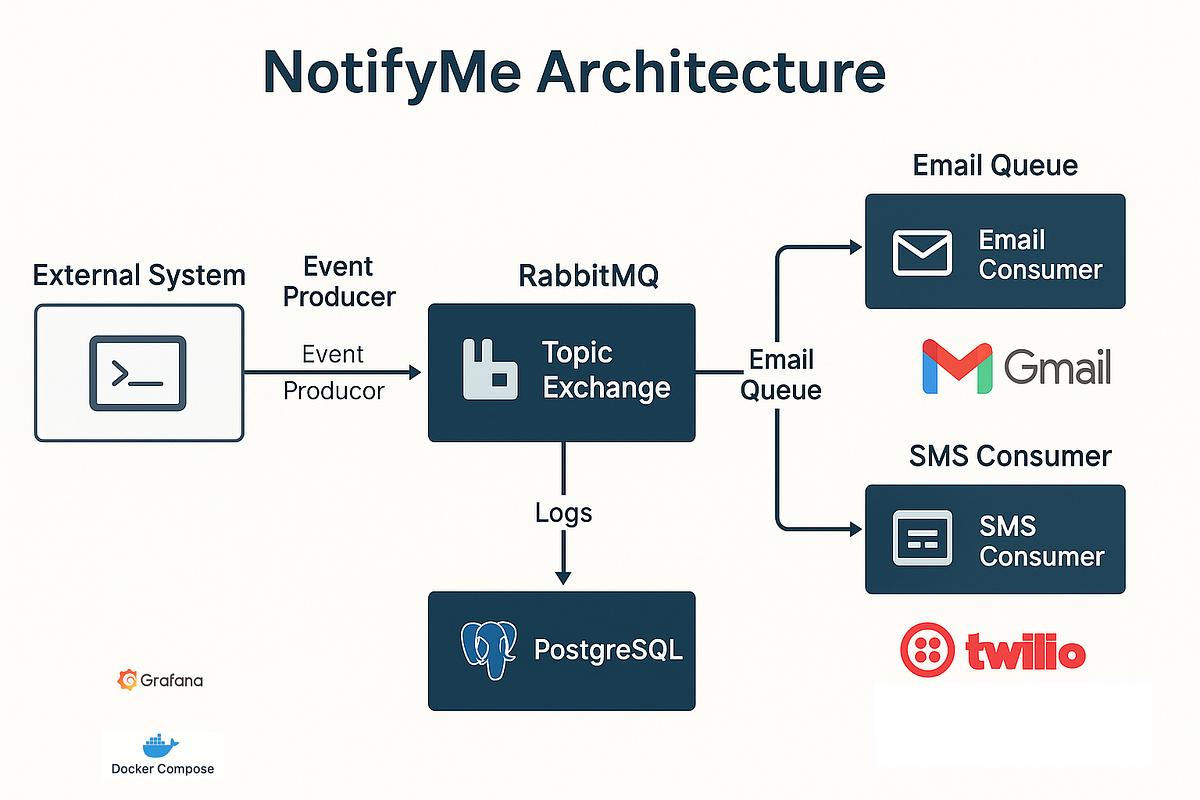 NotifyMe Architecture
External System
Event
Producer
Event
Producor
RabbitMQ
Topic
Exchange
Logs
PostgreSQL
Email
Queue
Email Queue
Email
Consumer
Gmail
SMS Consumer
SMS
Consumer
twilio
Grafana
Docker Compose